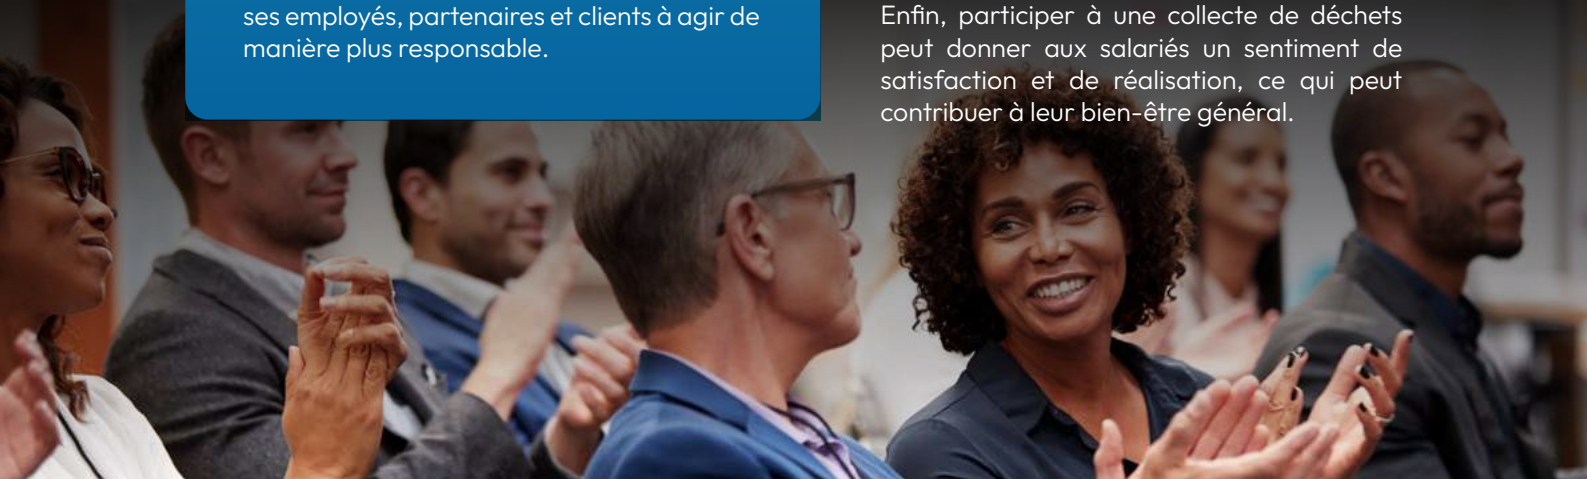 ses employés, partenaires et clients à agir de
manière plus responsable.
Enfin, participer à une collecte de déchets
peut donner aux salariés un sentiment de
satisfaction et de réalisation, ce qui peut
contribuer à leur bien-être général.